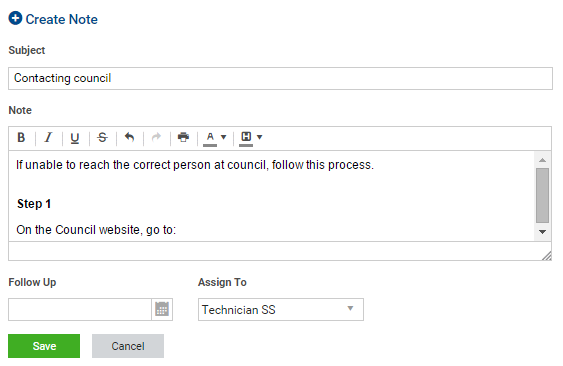 Create Note
Subject
Contacting council
Note
B I U S A H
If unable to reach the correct person at council, follow this process.
Step 1
On the Council website, go to:
Follow Up Assign To
Technician SS
Save Cancel